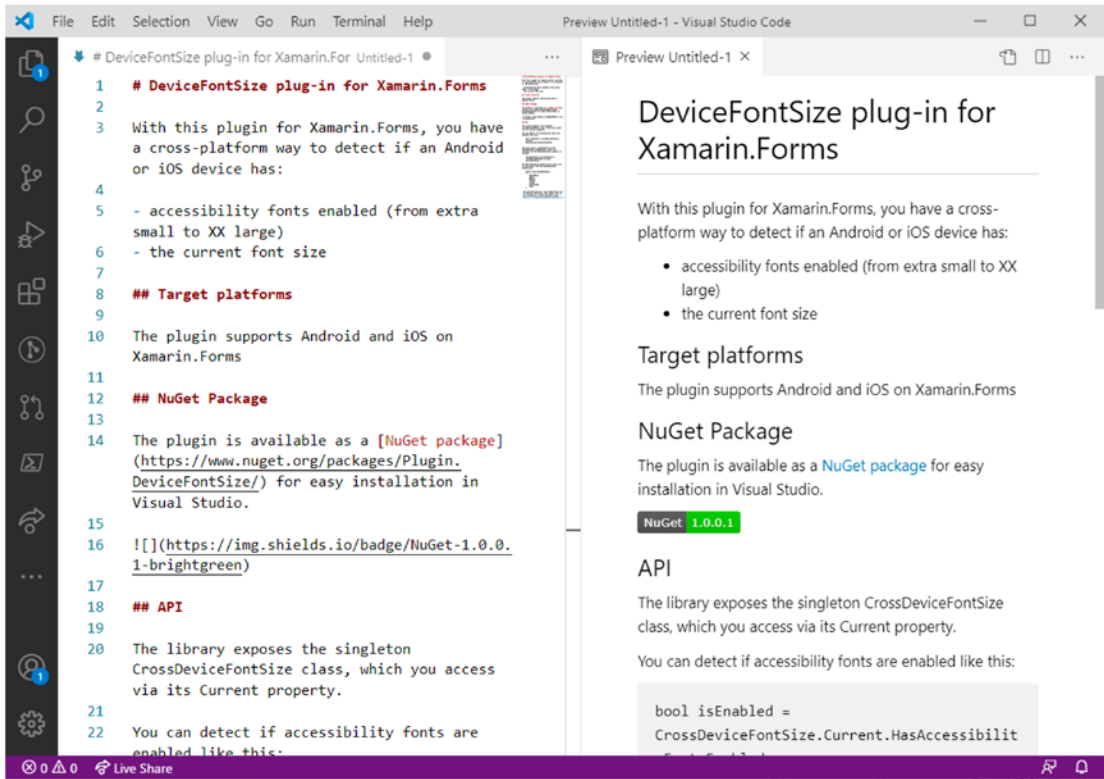 File Edit Selection View Go Run Terminal Help
Preview Untitled-1 - Visual Studio Code
# DeviceFontSize plug-in for Xamarin.For Untitled-1
1 # DeviceFontSize plug-in for Xamarin.Forms
2
3 With this plugin for Xamarin.Forms, you have
a cross-platform way to detect if an Android
or iOS device has:
4
5 - accessibility fonts enabled (from extra
small to XX large)
6 - the current font size
7
8 ## Target platforms
9
10 The plugin supports Android and iOS on
Xamarin.Forms
11
12 ## NuGet Package
13
14 The plugin is available as a [NuGet package]
(https://www.nuget.org/packages/Plugin.
DeviceFontSize/) for easy installation in
Visual Studio.
15
16 ![](https://img.shields.io/badge/NuGet-1.0.0.
1-brightgreen)
17
18 ## API
19
20 The library exposes the singleton
CrossDeviceFontSize class, which you access
via its Current property.
21
22 You can detect if accessibility fonts are
enabled like this:
Preview Untitled-1
DeviceFontSize plug-in for
Xamarin.Forms
With this plugin for Xamarin.Forms, you have a cross-
platform way to detect if an Android or iOS device has:
• accessibility fonts enabled (from extra small to XX
large)
• the current font size
Target platforms
The plugin supports Android and iOS on Xamarin.Forms
NuGet Package
The plugin is available as a NuGet package for easy
installation in Visual Studio.
NuGet 1.0.0.1
API
The library exposes the singleton CrossDeviceFontSize
class, which you access via its Current property.
You can detect if accessibility fonts are enabled like this:
bool isEnabled =
CrossDeviceFontSize.Current.HasAccessibilit
1
1
0 0 Live Share